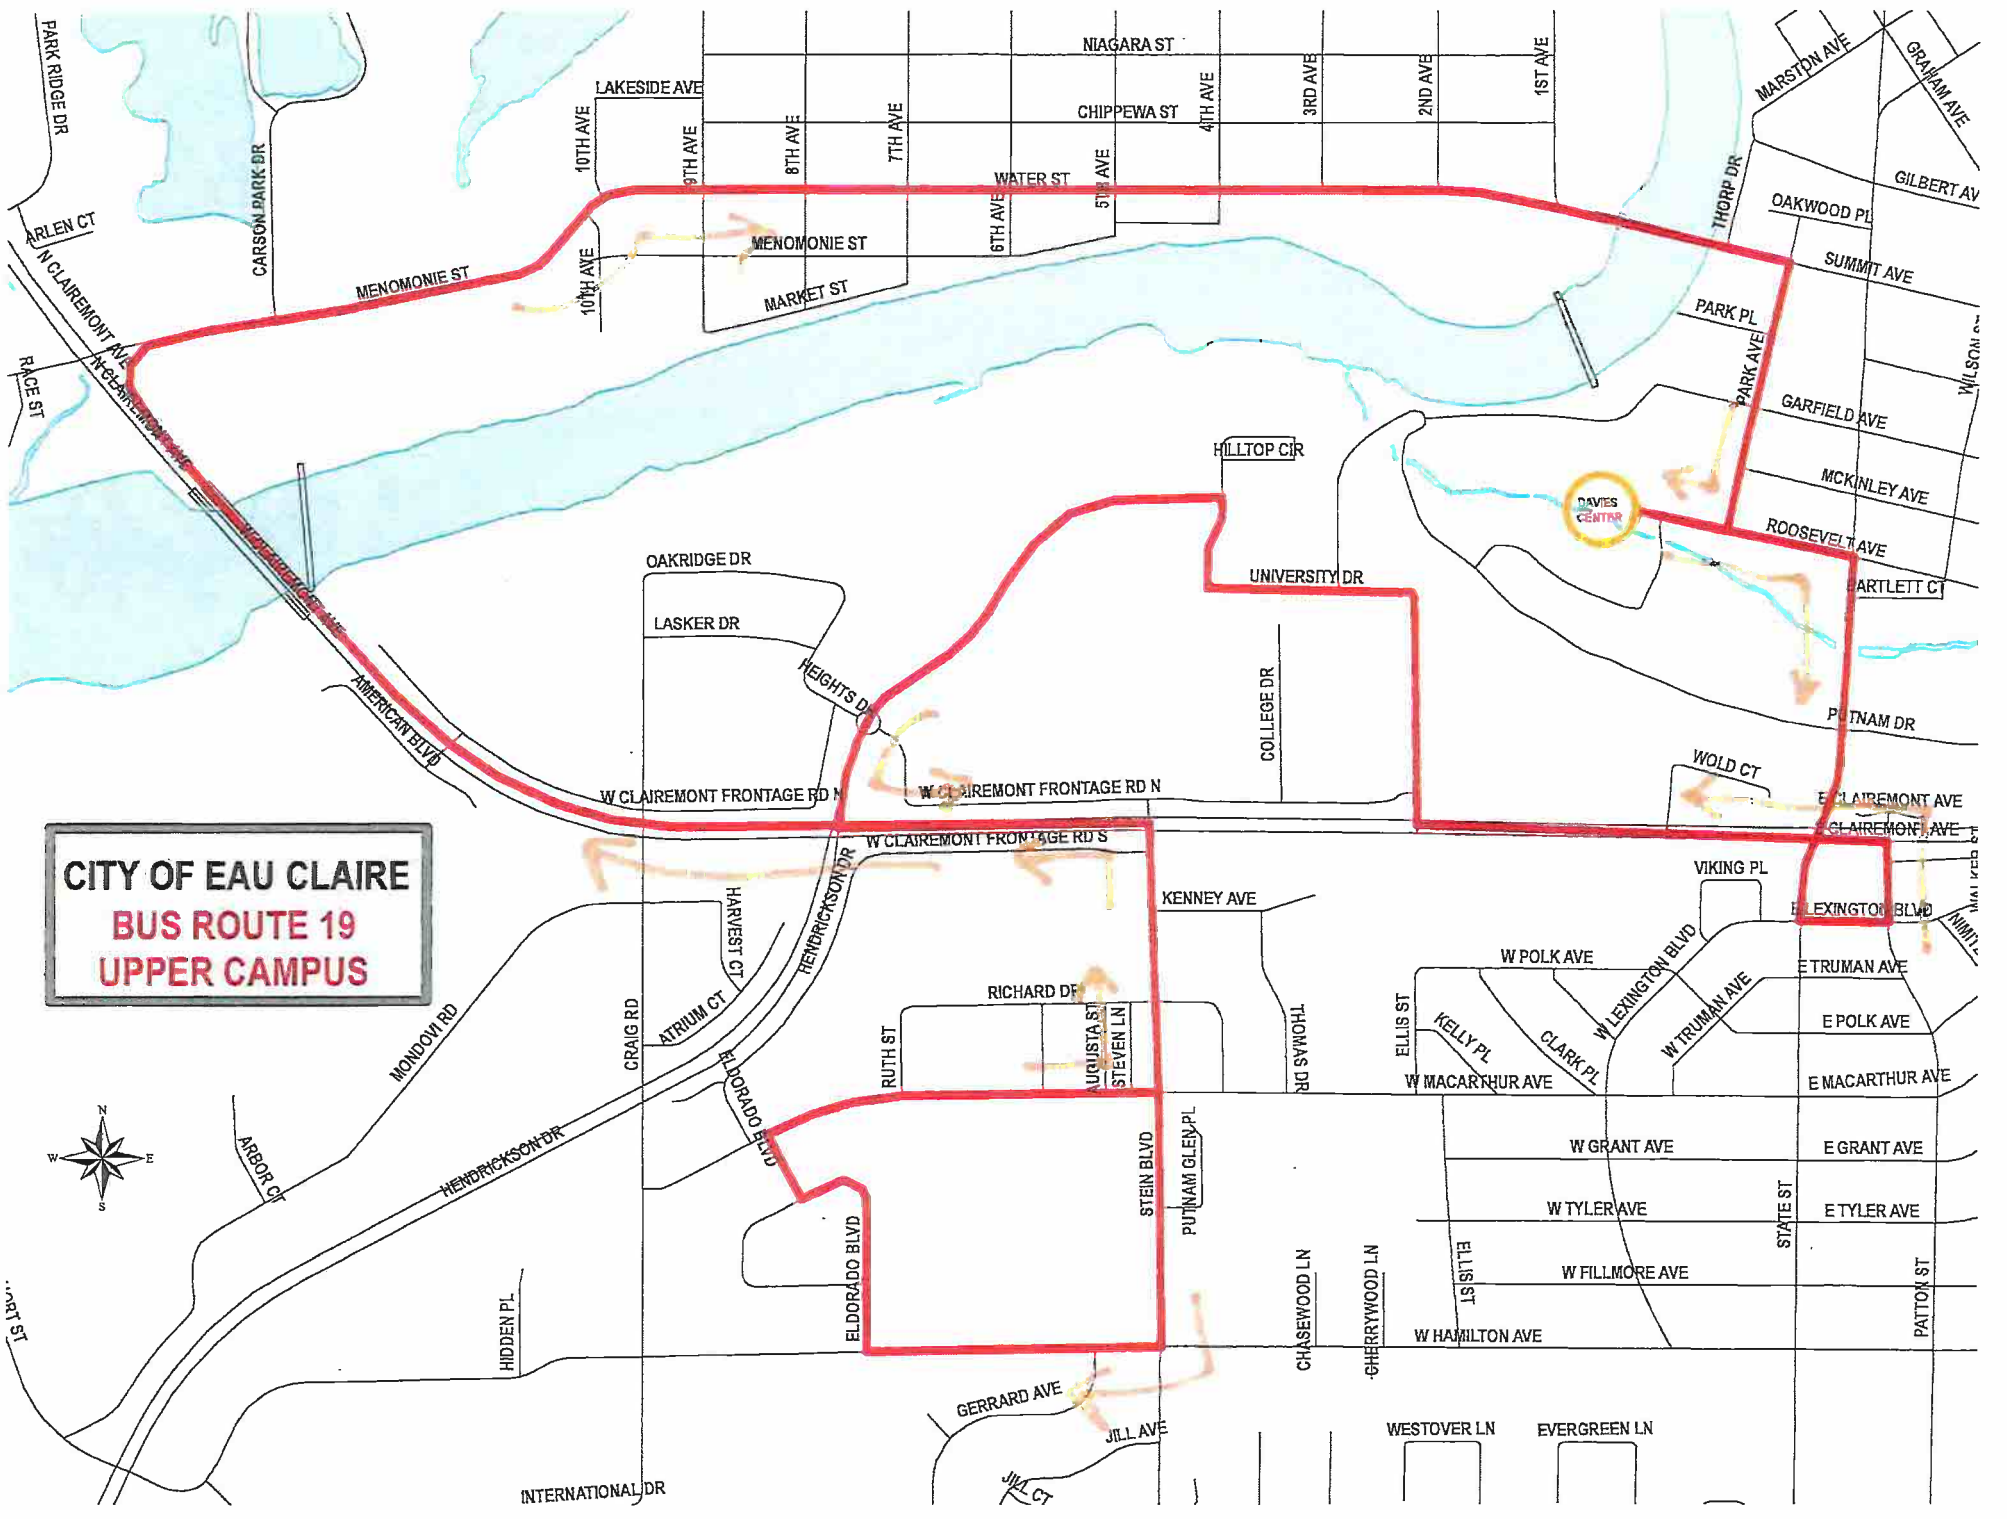 PARK RIDGE DR
ARLEN CT
N CLAIREMONT AVE
N CLAIREMONT AVE
RACE ST
CARSON PARK DR
MENOMONIE ST
LAKESIDE AVE
10TH AVE
9TH AVE
8TH AVE
7TH AVE
NIAGARA ST
CHIPPEWA ST
WATER ST
6TH AVE
5TH AVE
4TH AVE
3RD AVE
2ND AVE
1ST AVE
10TH AVE
MENOMONIE ST
MARKET ST
MARSTON AVE
GRAHAM AVE
THORP DR
GILBERT AV
OAKWOOD PL
SUMMIT AVE
PARK PL
PARK AVE
WILSON ST
GARFIELD AVE
MCKINLEY AVE
ROOSEVELT AVE
BARTLETT CT
DAVIES
CENTER
HILLTOP CIR
UNIVERSITY DR
COLLEGE DR
OAKRIDGE DR
LASKER DR
HEIGHTS DR
W CLAIREMONT AVE
W CLAIREMONT AVE
AMERICAN BLVD
W CLAIREMONT FRONTAGE RD N
W CLAIREMONT FRONTAGE RD N
W CLAIREMONT FRONTAGE RD S
PUTNAM DR
WOLD CT
E CLAIREMONT AVE
E CLAIREMONT AVE
VIKING PL
E LEXINGTON BLVD
WALKER ST
CITY OF EAU CLAIRE
BUS ROUTE 19
UPPER CAMPUS
HARVEST CT
HENDRICKSON DR
ATRIUM CT
CRAIG RD
MONDOVI RD
ELDORADO BLVD
KENNEY AVE
RICHARD DR
RUTH ST
AUGUSTA ST
STEVEN LN
THOMAS DR
ELLIS ST
W POLK AVE
KELLY PL
CLARK PL
W LEXINGTON BLVD
W TRUMAN AVE
E TRUMAN AVE
E POLK AVE
W MACARTHUR AVE
E MACARTHUR AVE
N
W
E
S
ARBOR CT
HENDRICKSON DR
STEIN BLVD
PUTNAM GLEN PL
W GRANT AVE
E GRANT AVE
W TYLER AVE
E TYLER AVE
STATE ST
PATTON ST
ELLIS ST
W FILLMORE AVE
W HAMILTON AVE
ELDORADO BLVD
HIDDEN PL
CHASEWOOD LN
CHERRYWOOD LN
GERRARD AVE
JILL AVE
JILL CT
INTERNATIONAL DR
WESTOVER LN
EVERGREEN LN